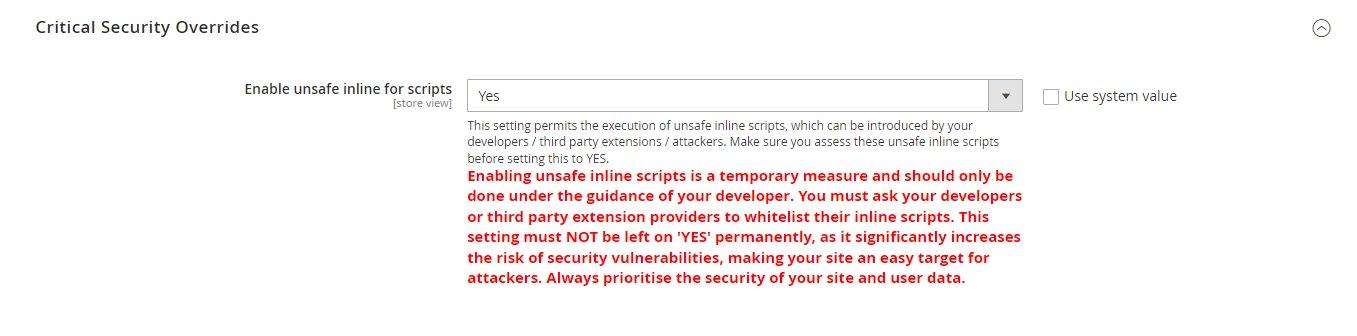 Critical Security Overrides
Enable unsafe inline for scripts
[store view]
Yes
Use system value
This setting permits the execution of unsafe inline scripts, which can be introduced by your
developers / third party extensions / attackers. Make sure you assess these unsafe inline scripts
before setting this to YES.
Enabling unsafe inline scripts is a temporary measure and should only be
done under the guidance of your developer. You must ask your developers
or third party extension providers to whitelist their inline scripts. This
setting must NOT be left on 'YES' permanently, as it significantly increases
the risk of security vulnerabilities, making your site an easy target for
attackers. Always prioritise the security of your site and user data.